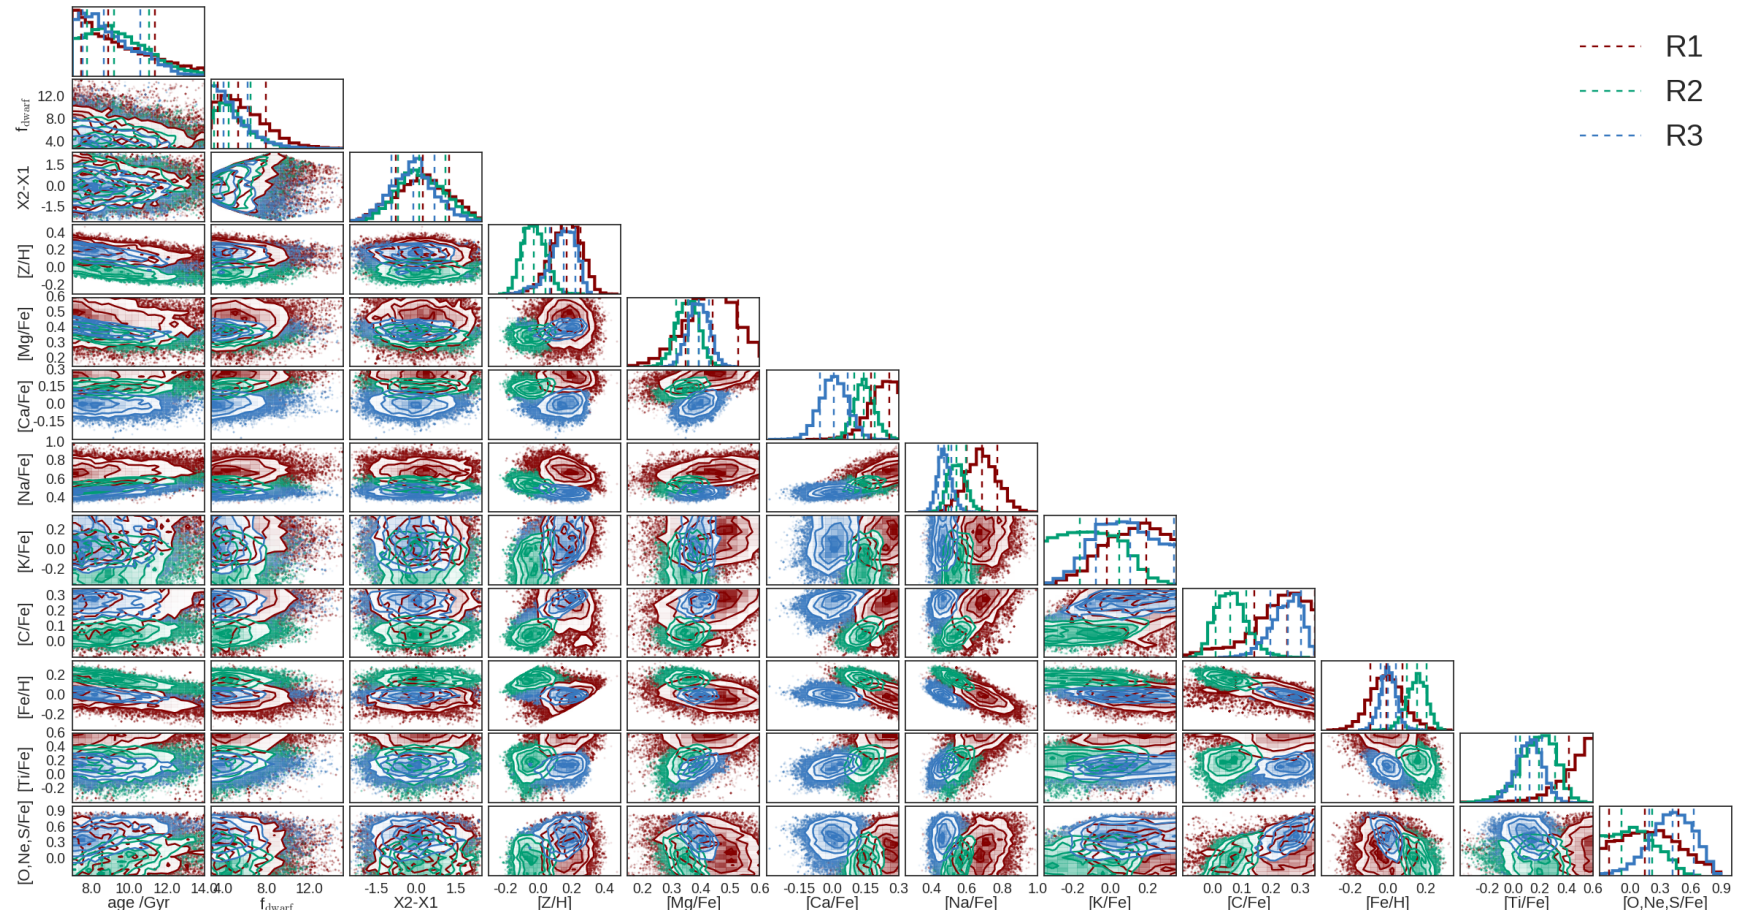 R1
R2
R3
12.0
8.0
4.0
f_dwarf
1.5
0.0
-1.5
X2-X1
0.4
0.2
0.0
-0.2
[Z/H]
0.6
0.5
0.4
0.3
0.2
[Mg/Fe]
0.3
0.15
0.0
-0.15
[Ca/Fe]
1.0
0.8
0.6
0.4
[Na/Fe]
0.2
0.0
-0.2
[K/Fe]
0.3
0.2
0.1
0.0
[C/Fe]
0.2
0.0
-0.2
[Fe/H]
0.6
0.4
0.2
0.0
-0.2
[Ti/Fe]
0.9
0.6
0.3
0.0
[O,Ne,S/Fe]
8.0 10.0 12.0 14.0 4.0 8.0 12.0 -1.5 0.0 1.5 -0.2 0.0 0.2 0.4 0.2 0.3 0.4 0.5 0.6 -0.15 0.0 0.15 0.3 0.4 0.6 0.8 1.0 -0.2 0.0 0.2 0.0 0.1 0.2 0.3 -0.2 0.0 0.2 -0.2 0.0 0.2 0.4 0.6 0.0 0.3 0.6 0.9
age /Gyr f_dwarf X2-X1 [Z/H] [Mg/Fe] [Ca/Fe] [Na/Fe] [K/Fe] [C/Fe] [Fe/H] [Ti/Fe] [O,Ne,S/Fe]